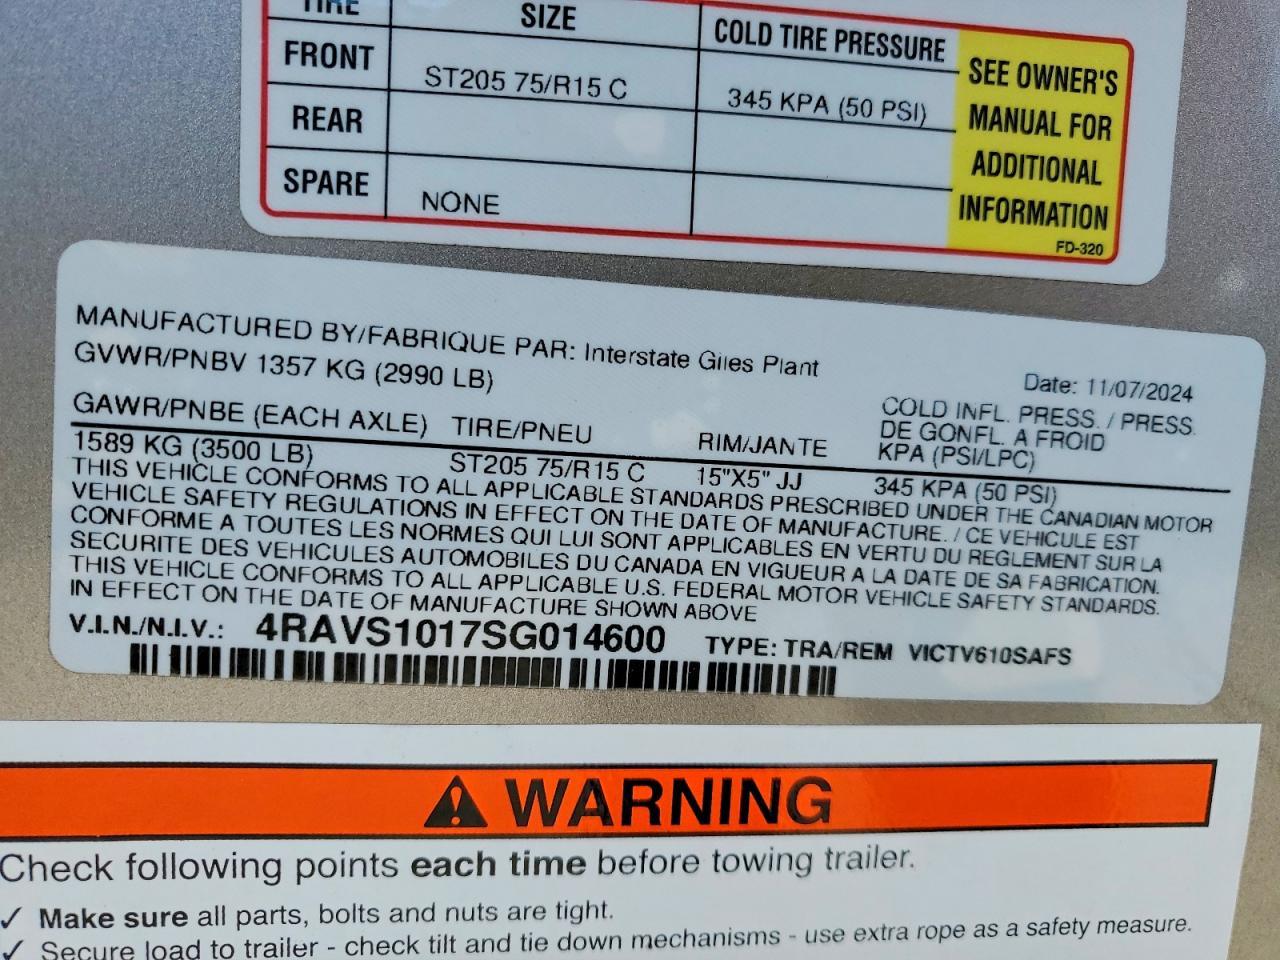 TIRE SIZE COLD TIRE PRESSURE
FRONT ST205 75/R15 C 345 KPA (50 PSI)
REAR
SPARE NONE
SEE OWNER'S
MANUAL FOR
ADDITIONAL
INFORMATION
FD-320
MANUFACTURED BY/FABRIQUE PAR: Interstate Giles Plant
GVWR/PNBV 1357 KG (2990 LB)
Date: 11/07/2024
GAWR/PNBE (EACH AXLE) TIRE/PNEU RIM/JANTE COLD INFL. PRESS. / PRESS.
DE GONFL. A FROID
KPA (PSI/LPC)
1589 KG (3500 LB) ST205 75/R15 C 15"X5" JJ 345 KPA (50 PSI)
THIS VEHICLE CONFORMS TO ALL APPLICABLE STANDARDS PRESCRIBED UNDER THE CANADIAN MOTOR
VEHICLE SAFETY REGULATIONS IN EFFECT ON THE DATE OF MANUFACTURE. / CE VEHICULE EST
CONFORME A TOUTES LES NORMES QUI LUI SONT APPLICABLES EN VERTU DU REGLEMENT SUR LA
SECURITE DES VEHICULES AUTOMOBILES DU CANADA EN VIGUEUR A LA DATE DE SA FABRICATION.
THIS VEHICLE CONFORMS TO ALL APPLICABLE U.S. FEDERAL MOTOR VEHICLE SAFETY STANDARDS.
IN EFFECT ON THE DATE OF MANUFACTURE SHOWN ABOVE
V.I.N./N.I.V.: 4RAVS1017SG014600 TYPE: TRA/REM VICTV610SAFS
WARNING
Check following points each time before towing trailer.
✓ Make sure all parts, bolts and nuts are tight.
✓ Secure load to trailer - check tilt and tie down mechanisms - use extra rope as a safety measure.